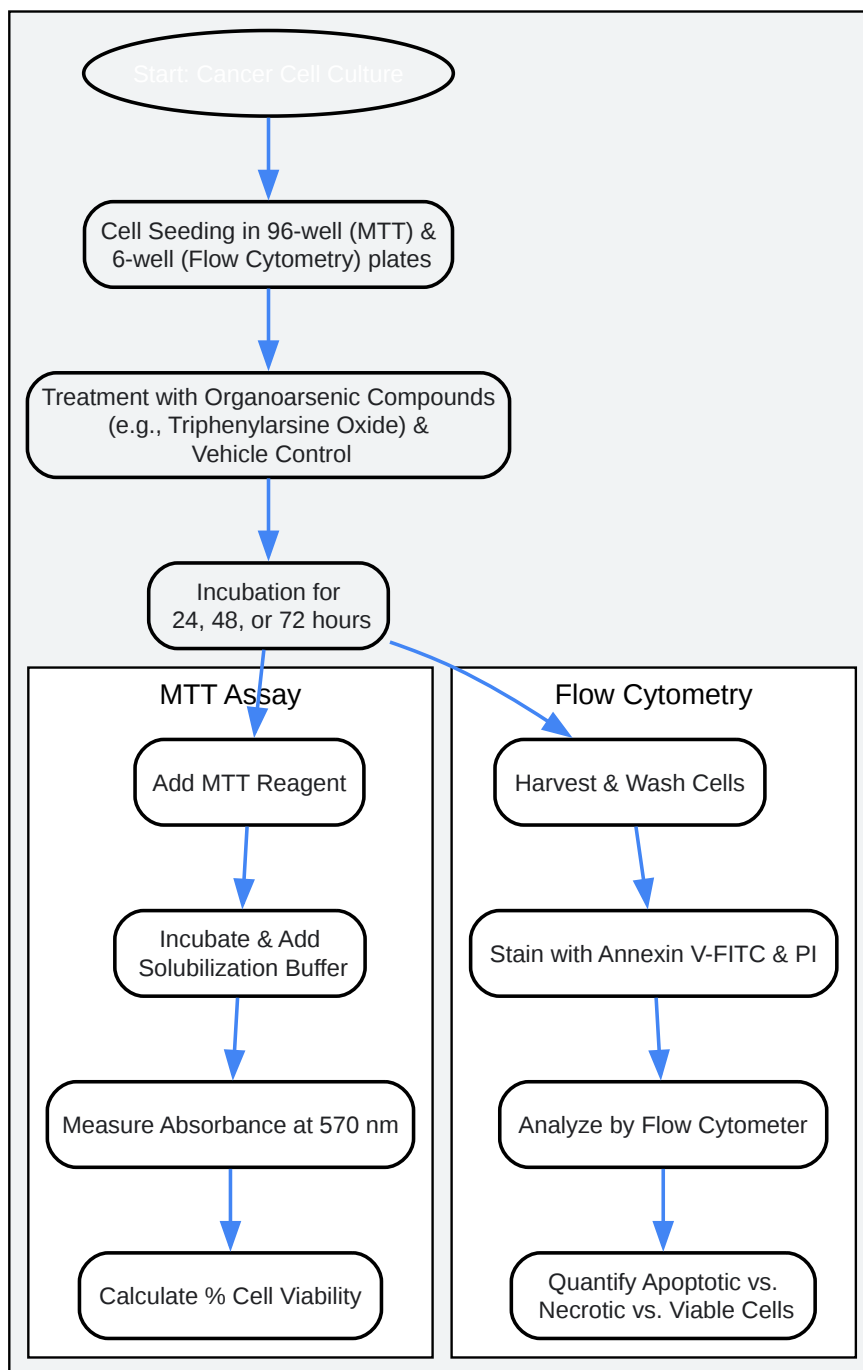 Start: Cancer Cell Culture
Cell Seeding in 96-well (MTT) &
6-well (Flow Cytometry) plates
Treatment with Organoarsenic Compounds
(e.g., Triphenylarsine Oxide) &
Vehicle Control
Incubation for
24, 48, or 72 hours
MTT Assay
Add MTT Reagent
Incubate & Add
Solubilization Buffer
Measure Absorbance at 570 nm
Calculate % Cell Viability
Flow Cytometry
Harvest & Wash Cells
Stain with Annexin V-FITC & PI
Analyze by Flow Cytometer
Quantify Apoptotic vs.
Necrotic vs. Viable Cells